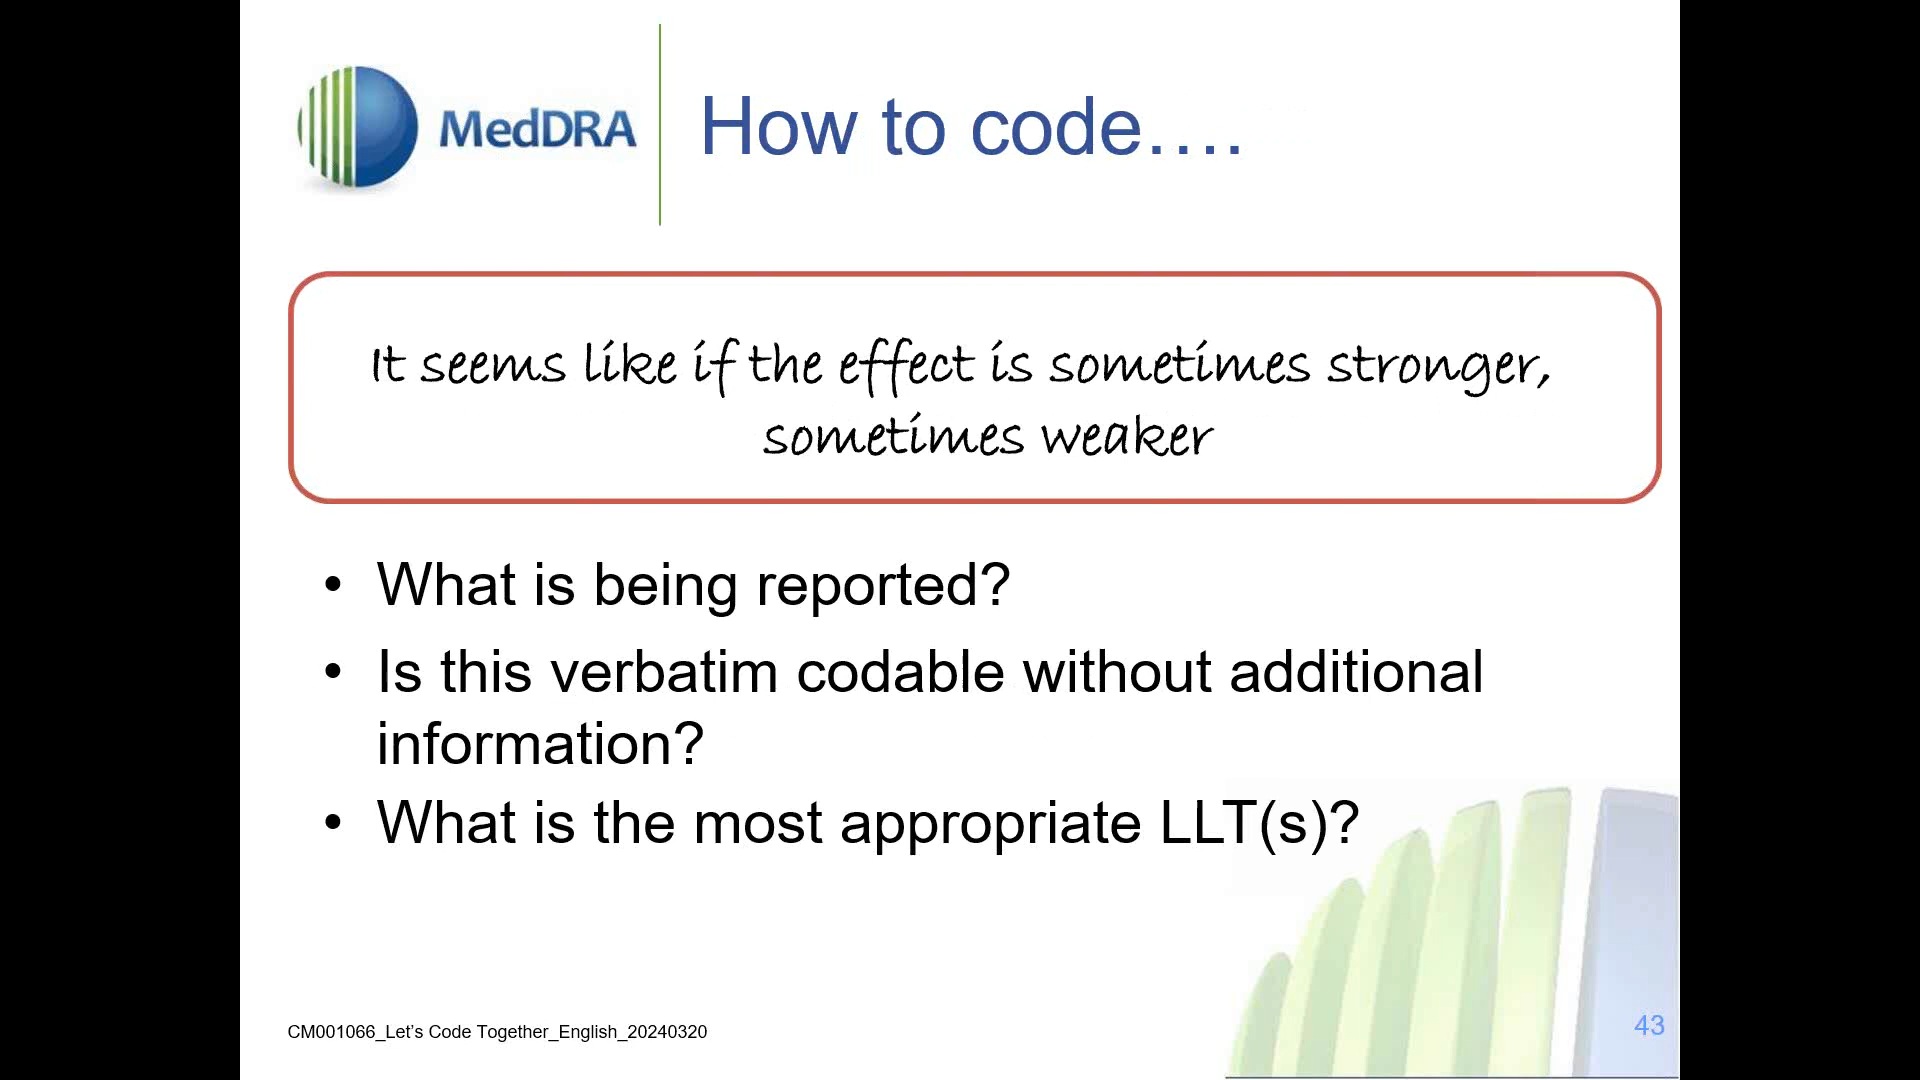 MedDRA
How to code….
It seems like if the effect is sometimes stronger,
sometimes weaker
• What is being reported?
• Is this verbatim codable without additional
information?
• What is the most appropriate LLT(s)?
CM001066_Let’s Code Together_English_20240320
43